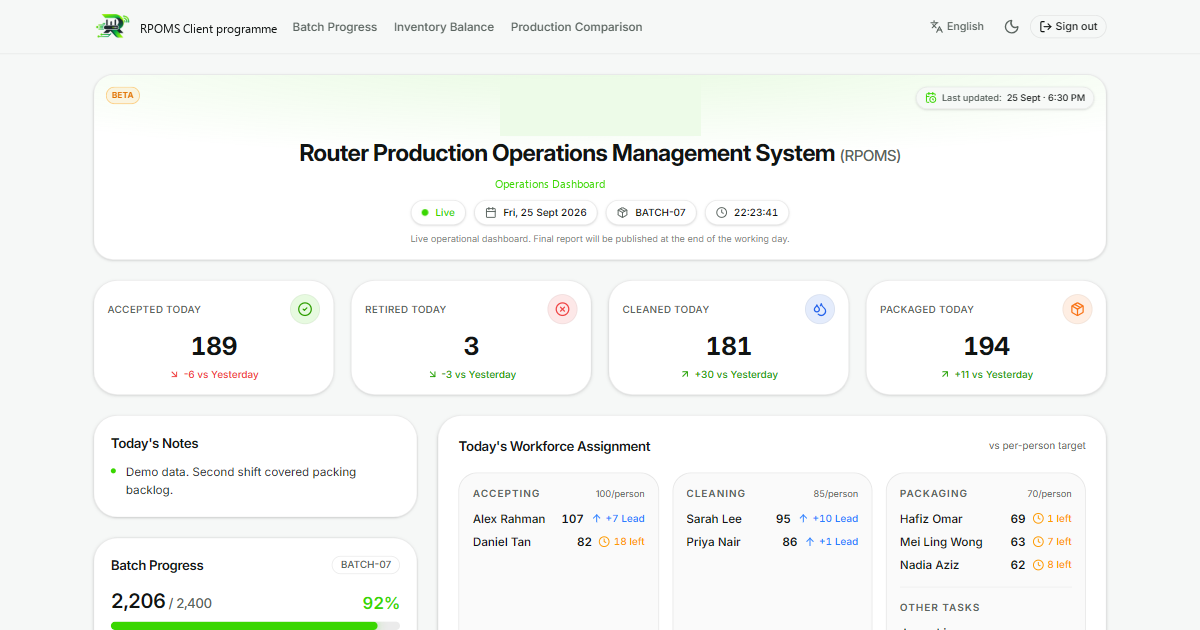 RPOMS Client programme
Batch Progress
Inventory Balance
Production Comparison
English
Sign out
BETA
Last updated: 25 Sept · 6:30 PM
Router Production Operations Management System (RPOMS)
Operations Dashboard
Live
Fri, 25 Sept 2026
BATCH-07
22:23:41
Live operational dashboard. Final report will be published at the end of the working day.
ACCEPTED TODAY
189
-6 vs Yesterday
RETIRED TODAY
3
-3 vs Yesterday
CLEANED TODAY
181
+30 vs Yesterday
PACKAGED TODAY
194
+11 vs Yesterday
Today's Notes
Demo data. Second shift covered packing
backlog.
Batch Progress
BATCH-07
2,206 / 2,400
92%
Today's Workforce Assignment
vs per-person target
ACCEPTING 100/person
Alex Rahman 107 +7 Lead
Daniel Tan 82 18 left
CLEANING 85/person
Sarah Lee 95 +10 Lead
Priya Nair 86 +1 Lead
PACKAGING 70/person
Hafiz Omar 69 1 left
Mei Ling Wong 63 7 left
Nadia Aziz 62 8 left
OTHER TASKS